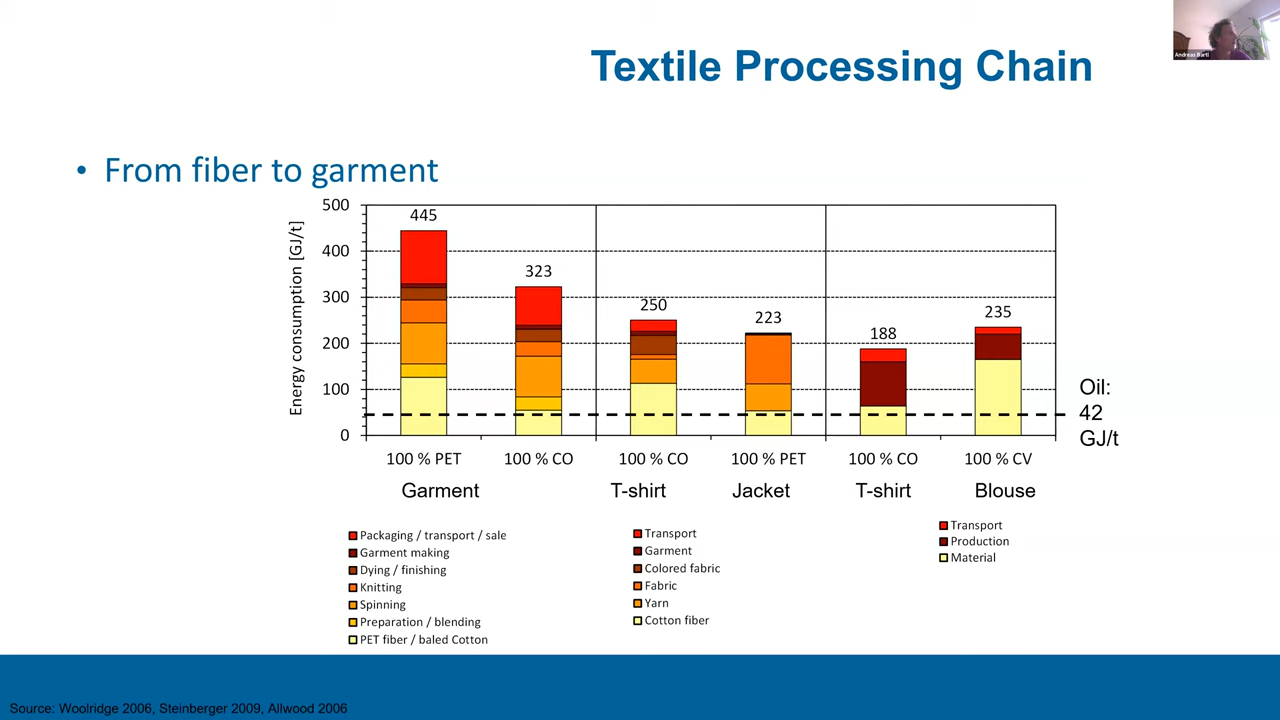 Andreas Bartl
Textile Processing Chain
• From fiber to garment
Energy consumption [GJ/t]
500
400
300
200
100
0
445
323
250
223
188
235
Oil:
42
GJ/t
100 % PET
100 % CO
100 % CO
100 % PET
100 % CO
100 % CV
Garment
T-shirt
Jacket
T-shirt
Blouse
Packaging / transport / sale
Garment making
Dying / finishing
Knitting
Spinning
Preparation / blending
PET fiber / baled Cotton
Transport
Garment
Colored fabric
Fabric
Yarn
Cotton fiber
Transport
Production
Material
Source: Woolridge 2006, Steinberger 2009, Allwood 2006